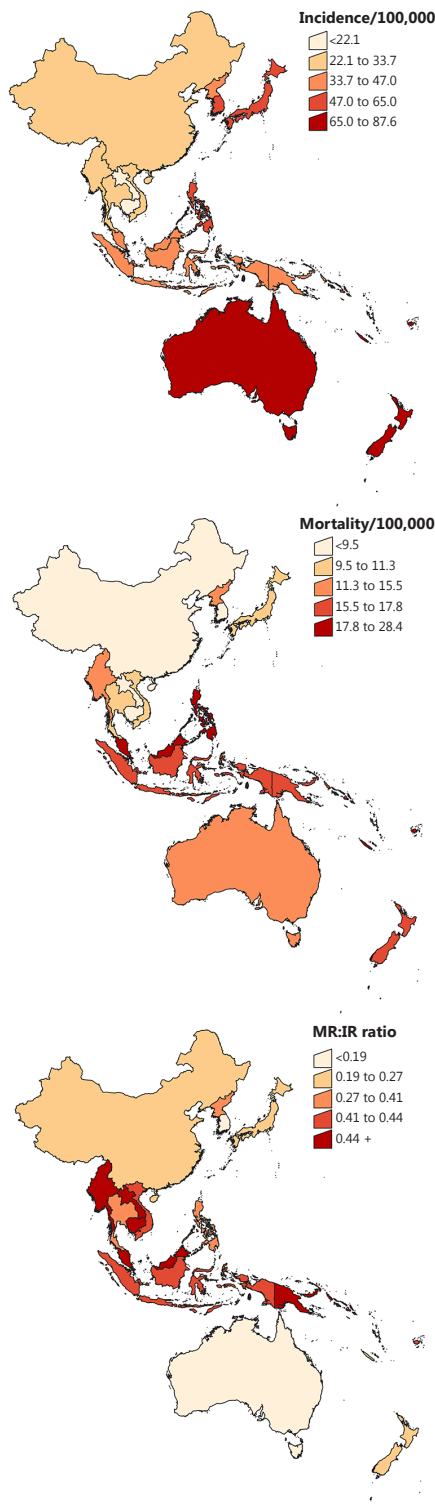 Incidence/100,000
<22.1
22.1 to 33.7
33.7 to 47.0
47.0 to 65.0
65.0 to 87.6
Mortality/100,000
<9.5
9.5 to 11.3
11.3 to 15.5
15.5 to 17.8
17.8 to 28.4
MR:IR ratio
<0.19
0.19 to 0.27
0.27 to 0.41
0.41 to 0.44
0.44 +